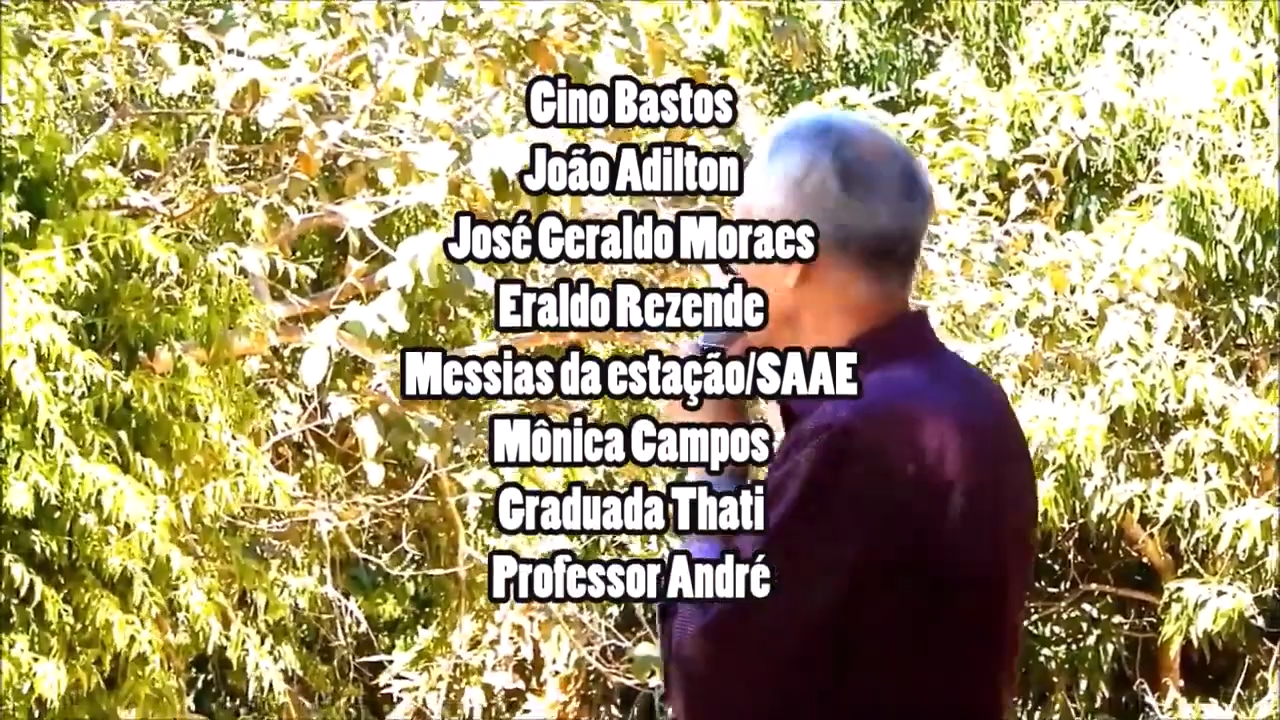 Gino Bastos
João Adilton
José Geraldo Moraes
Eraldo Rezende
Messias da estação/SAAE
Mônica Campos
Graduada Thati
Professor André